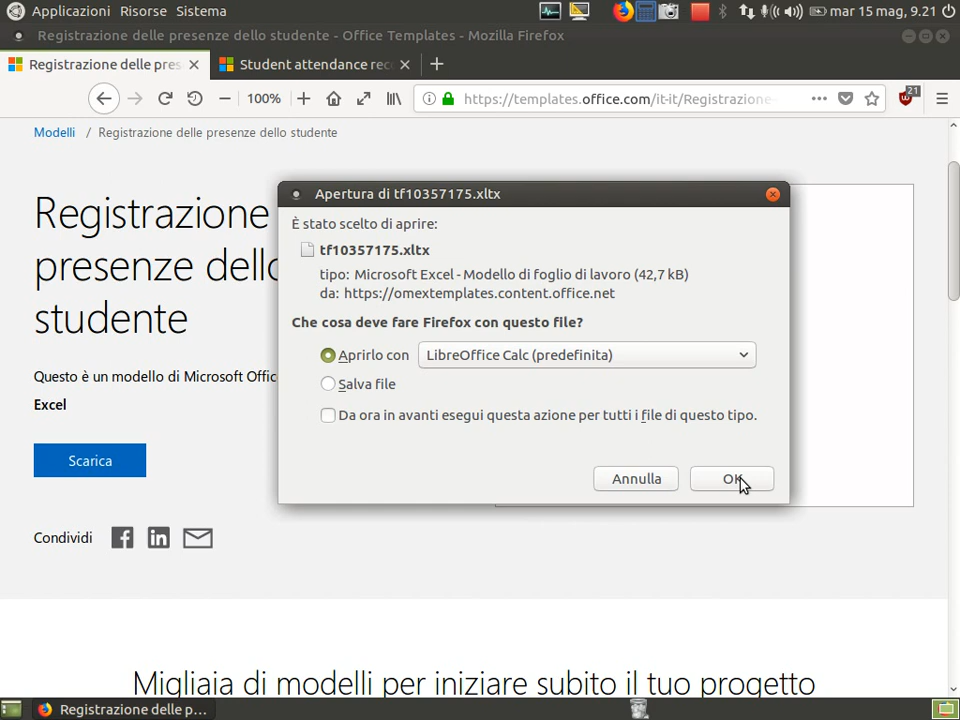 Applicazioni Risorse Sistema
mar 15 mag, 9.21
Registrazione delle presenze dello studente - Office Templates - Mozilla Firefox
Registrazione delle pres
Student attendance rec
100%
https://templates.office.com/it-it/Registrazione-
21
Modelli / Registrazione delle presenze dello studente
Registrazione
presenze dello
studente
Questo è un modello di Microsoft Offic
Excel
Scarica
Condividi
Apertura di tf10357175.xltx
È stato scelto di aprire:
tf10357175.xltx
tipo: Microsoft Excel - Modello di foglio di lavoro (42,7 kB)
da: https://omextemplates.content.office.net
Che cosa deve fare Firefox con questo file?
Aprirlo con
LibreOffice Calc (predefinita)
Salva file
Da ora in avanti esegui questa azione per tutti i file di questo tipo.
Annulla
OK
Migliaia di modelli per iniziare subito il tuo progetto
Registrazione delle p...